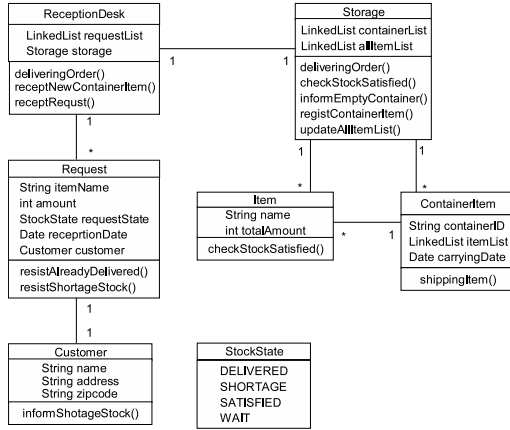 ReceptionDesk
LinkedList requestList
Storage storage
deliveringOrder()
receptNewContainerItem()
receptRequst()
1
1
Storage
LinkedList containerList
LinkedList allItemList
deliveringOrder()
checkStockSatisfied()
informEmptyContainer()
registContainerItem()
updateAllItemList()
1
*
1
*
1
*
Request
String itemName
int amount
StockState requestState
Date receprtionDate
Customer customer
resistAlreadyDelivered()
resistShortageStock()
Item
String name
int totalAmount
checkStockSatisfied()
*
1
ContainerItem
String containerID
LinkedList itemList
Date carryingDate
shippingItem()
1
1
Customer
String name
String address
String zipcode
informShotageStock()
StockState
DELIVERED
SHORTAGE
SATISFIED
WAIT